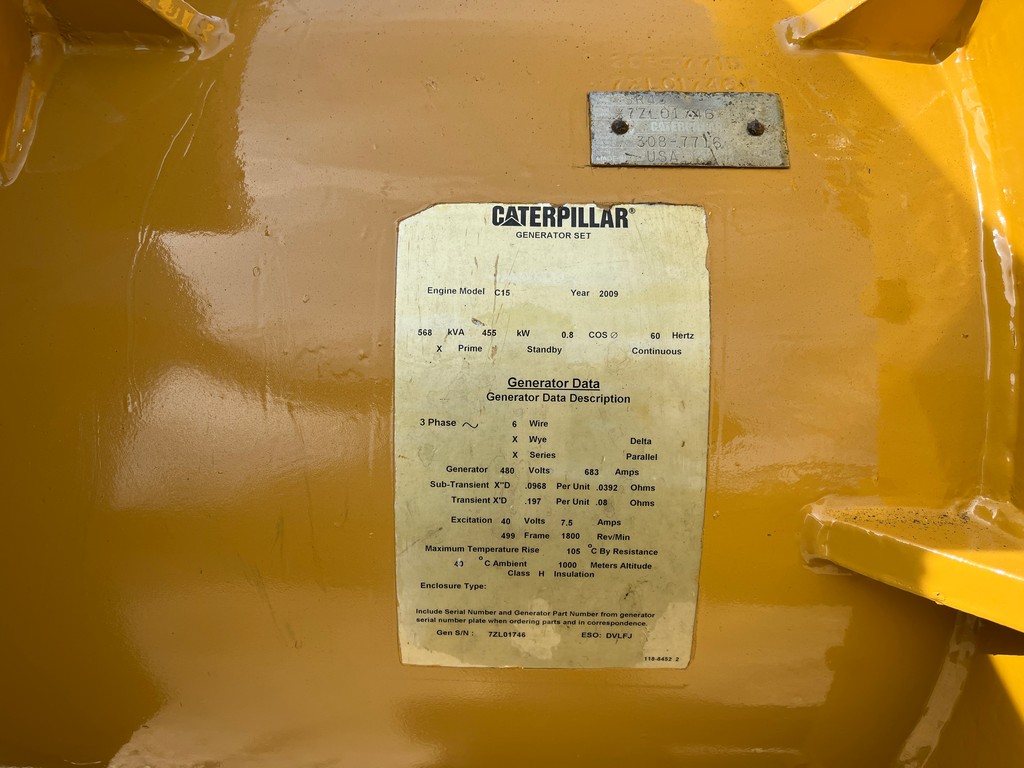 7ZL01746
CATERPILLAR
308-7716
USA
CATERPILLAR®
GENERATOR SET
Engine Model C15 Year 2009
568 kVA 455 kW 0.8 COS ∅ 60 Hertz
X Prime Standby Continuous
Generator Data
Generator Data Description
3 Phase ~ 6 Wire
X Wye Delta
X Series Parallel
Generator 480 Volts 683 Amps
Sub-Transient X"D .0968 Per Unit .0392 Ohms
Transient X'D .197 Per Unit .08 Ohms
Excitation 40 Volts 7.5 Amps
499 Frame 1800 Rev/Min
Maximum Temperature Rise 105 °C By Resistance
40 °C Ambient 1000 Meters Altitude
Class H Insulation
Enclosure Type:
Include Serial Number and Generator Part Number from generator
serial number plate when ordering parts and in correspondence.
Gen S/N : 7ZL01746 ESO: DVLFJ
118-8452 2